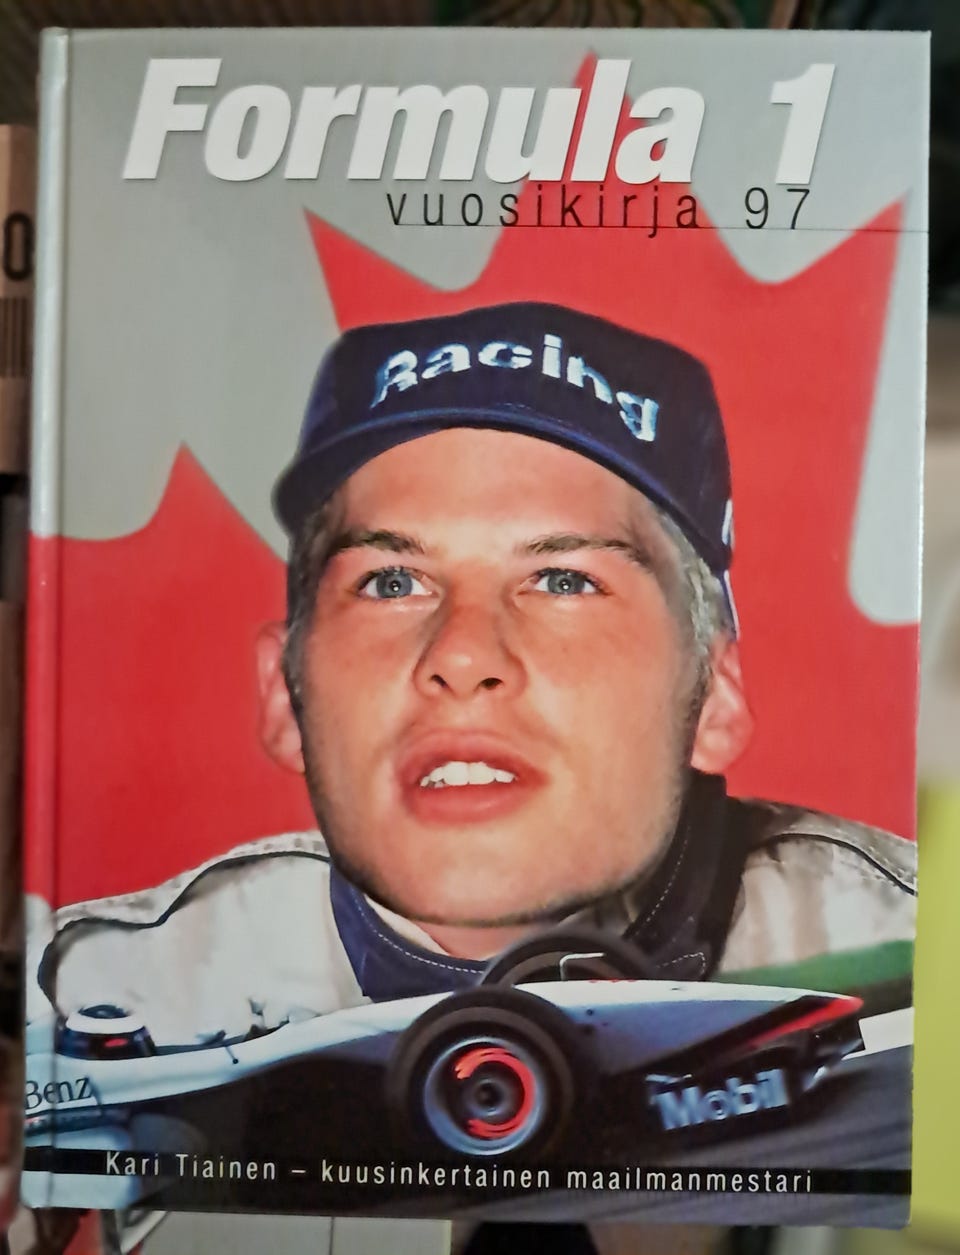 Formula 1
vuosikirja 97
Racing
Benz
Mobil
Kari Tiainen – kuusinkertainen maailmanmestari